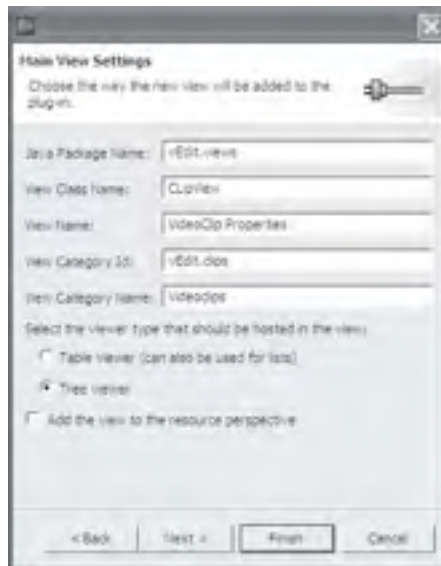 Main View Settings
Choose the way the new view will be added to the
plug-in.
Java Package Name: vEdit.views
View Class Name: CLipView
View Name: VideoClip Properties
View Category Id: vEdit.clips
View Category Name: Videoclips
Select the viewer type that should be hosted in the view:
Table viewer (can also be used for lists)
Tree viewer
Add the view to the resource perspective
< Back Next > Finish Cancel